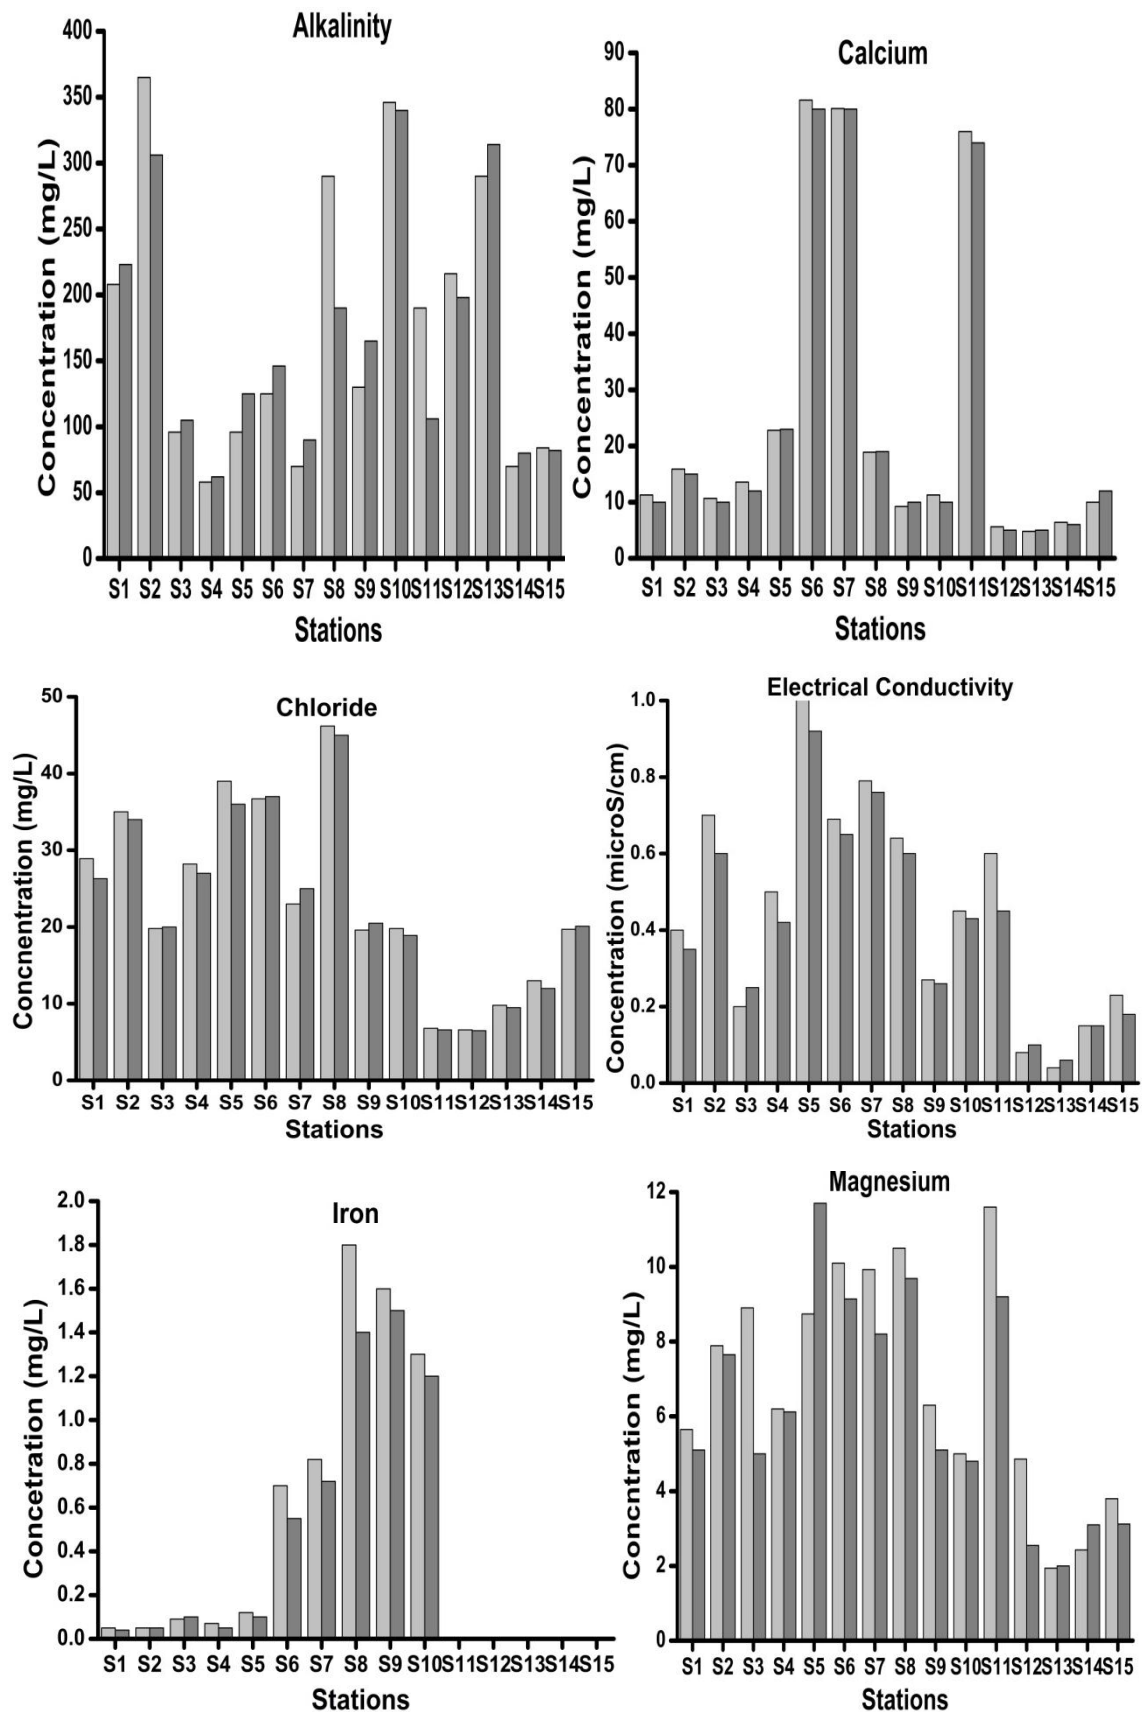 Alkalinity
Concentration (mg/L)
400
350
300
250
200
150
100
50
0
S1 S2 S3 S4 S5 S6 S7 S8 S9 S10 S11 S12 S13 S14 S15
Stations
Calcium
Concentration (mg/L)
90
80
70
60
50
40
30
20
10
0
S1 S2 S3 S4 S5 S6 S7 S8 S9 S10 S11 S12 S13 S14 S15
Stations
Chloride
Concnentration (mg/L)
50
40
30
20
10
0
S1 S2 S3 S4 S5 S6 S7 S8 S9 S10 S11 S12 S13 S14 S15
Stations
Electrical Conductivity
Concentration (microS/cm)
1.0
0.8
0.6
0.4
0.2
0.0
S1 S2 S3 S4 S5 S6 S7 S8 S9 S10 S11 S12 S13 S14 S15
Stations
Iron
Concetration (mg/L)
2.0
1.8
1.6
1.4
1.2
1.0
0.8
0.6
0.4
0.2
0.0
S1 S2 S3 S4 S5 S6 S7 S8 S9 S10 S11 S12 S13 S14 S15
Stations
Magnesium
Concntration (mg/L)
12
10
8
6
4
2
0
S1 S2 S3 S4 S5 S6 S7 S8 S9 S10 S11 S12 S13 S14 S15
Stations